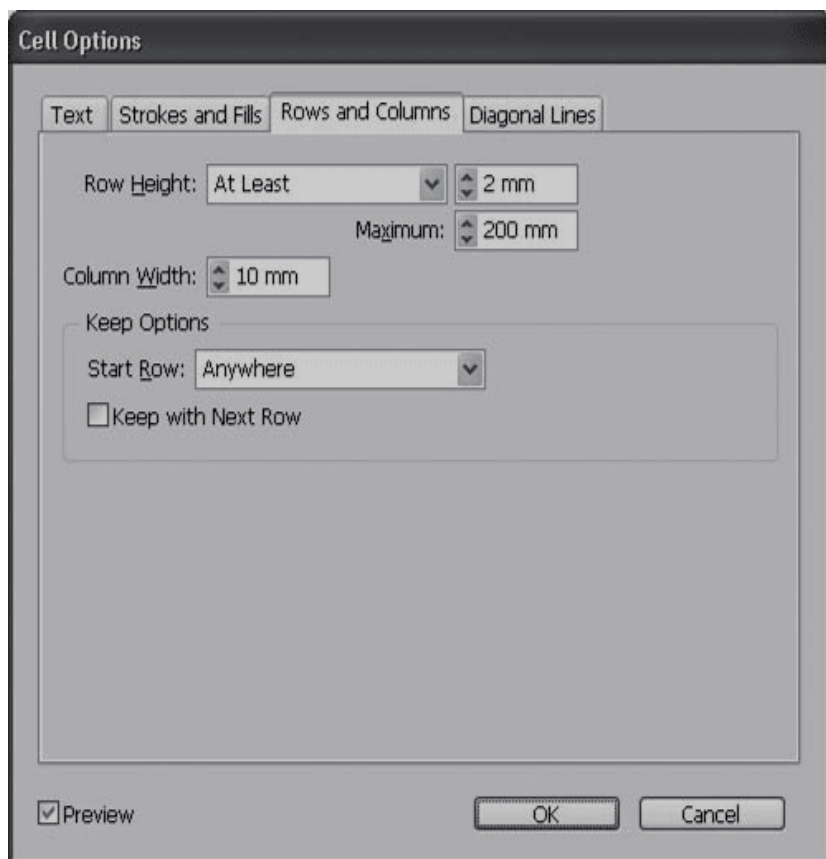 Cell Options
Text Strokes and Fills Rows and Columns Diagonal Lines
Row Height: At Least 2 mm
Maximum: 200 mm
Column Width: 10 mm
Keep Options
Start Row: Anywhere
Keep with Next Row
Preview OK Cancel